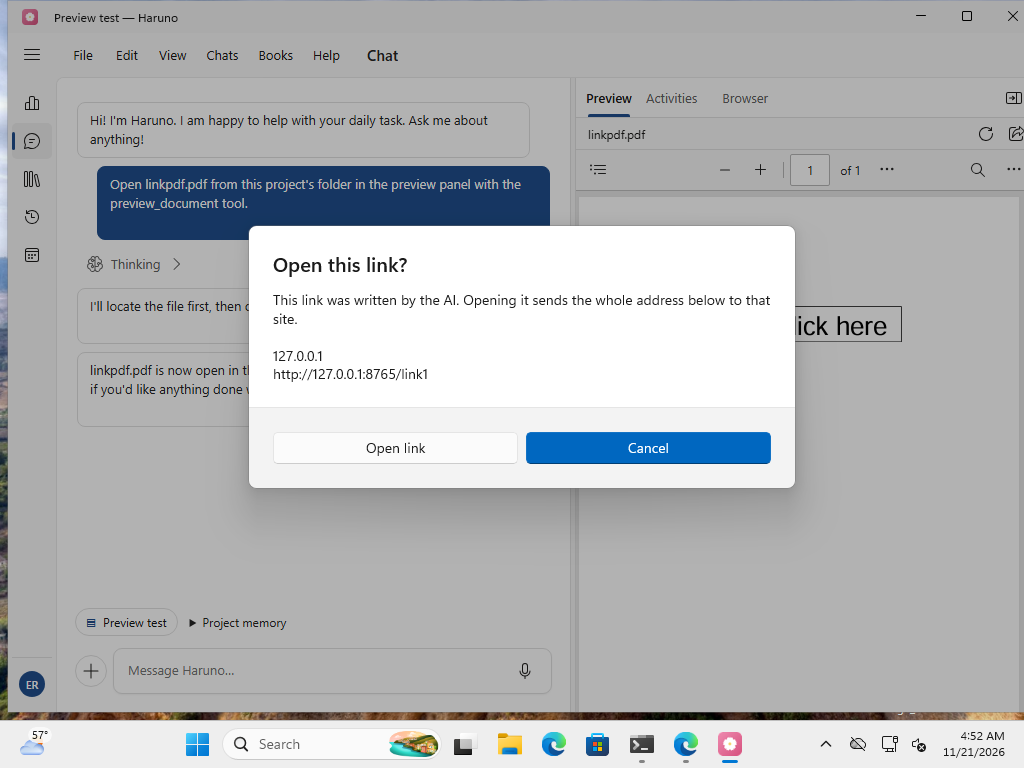 Preview test — Haruno
File Edit View Chats Books Help Chat
Hi! I'm Haruno. I am happy to help with your daily task. Ask me about
anything!
Open linkpdf.pdf from this project's folder in the preview panel with the
preview_document tool.
Thinking
I'll locate the file first, then
linkpdf.pdf is now open in
if you'd like anything done
Preview test Project memory
Message Haruno...
ER
Preview Activities Browser
linkpdf.pdf
1 of 1
here
Open this link?
This link was written by the AI. Opening it sends the whole address below to that
site.
127.0.0.1
http://127.0.0.1:8765/link1
Open link Cancel
57°
Search
4:52 AM
11/21/2026